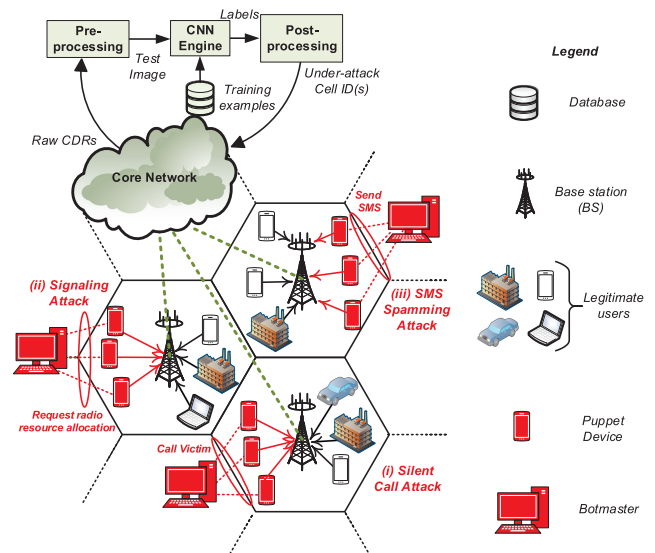 Pre-
processing
Test
Image
CNN
Engine
Labels
Post-
processing
Training
examples
Under-attack
Cell ID(s)
Raw CDRs
Core Network
Send
SMS
(ii) Signaling
Attack
(iii) SMS
Spamming
Attack
Request radio
resource allocation
Call Victim
(i) Silent
Call Attack
Legend
Database
Base station
(BS)
Legitimate
users
Puppet
Device
Botmaster